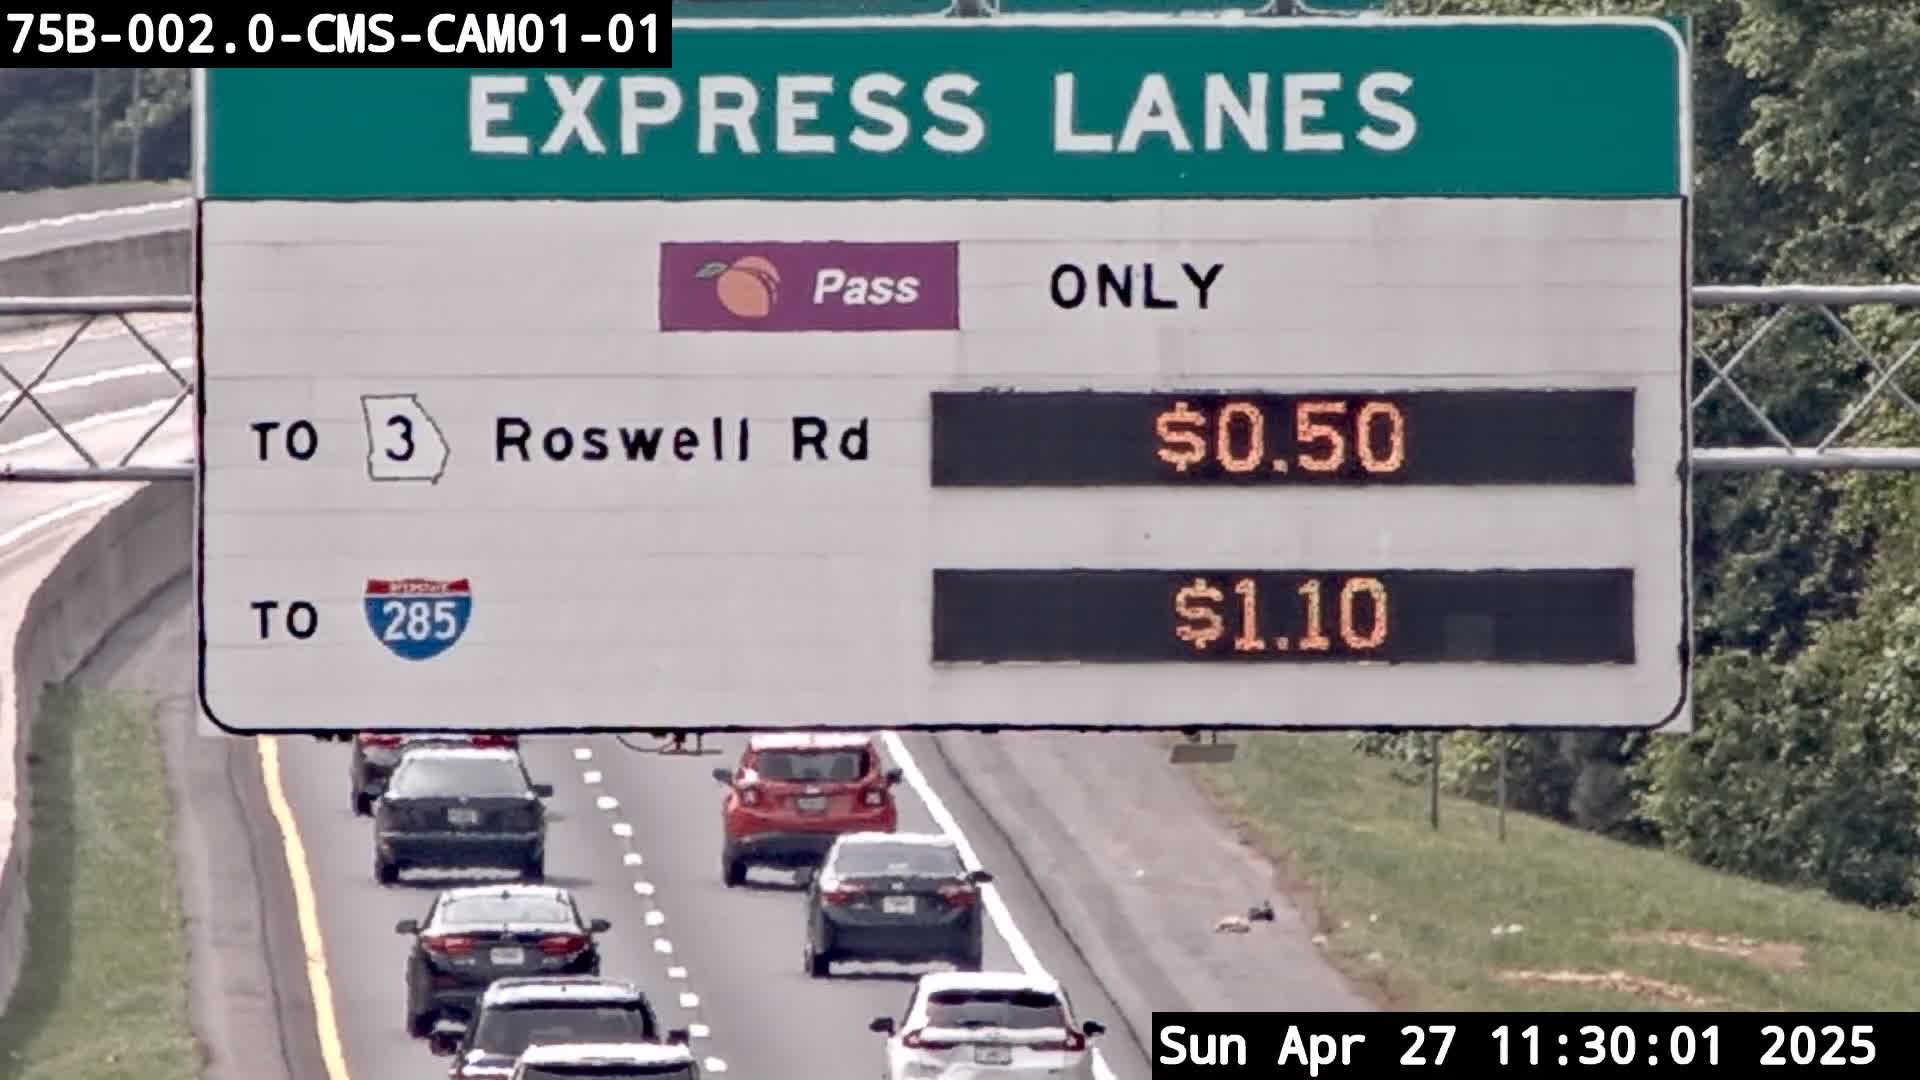 75B-002.0-CMS-CAM01-01
EXPRESS LANES
Pass ONLY
TO 3 Roswell Rd $0.50
INTERSTATE
TO 285 $1.10
Sun Apr 27 11:30:01 2025